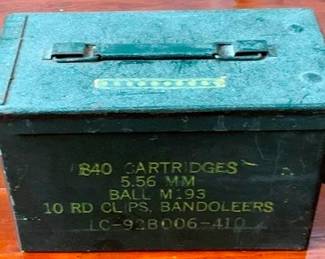 840 CARTRIDGES
5.56 MM
BALL M193
10 RD CLIPS, BANDOLEERS
LC-92B006-410